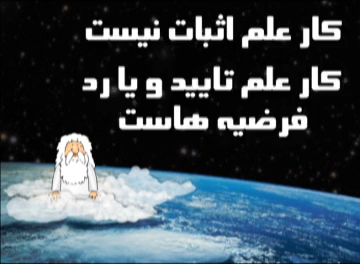 کار علم اثبات نیست
کار علم تایید و یا رد
فرضیه هاست